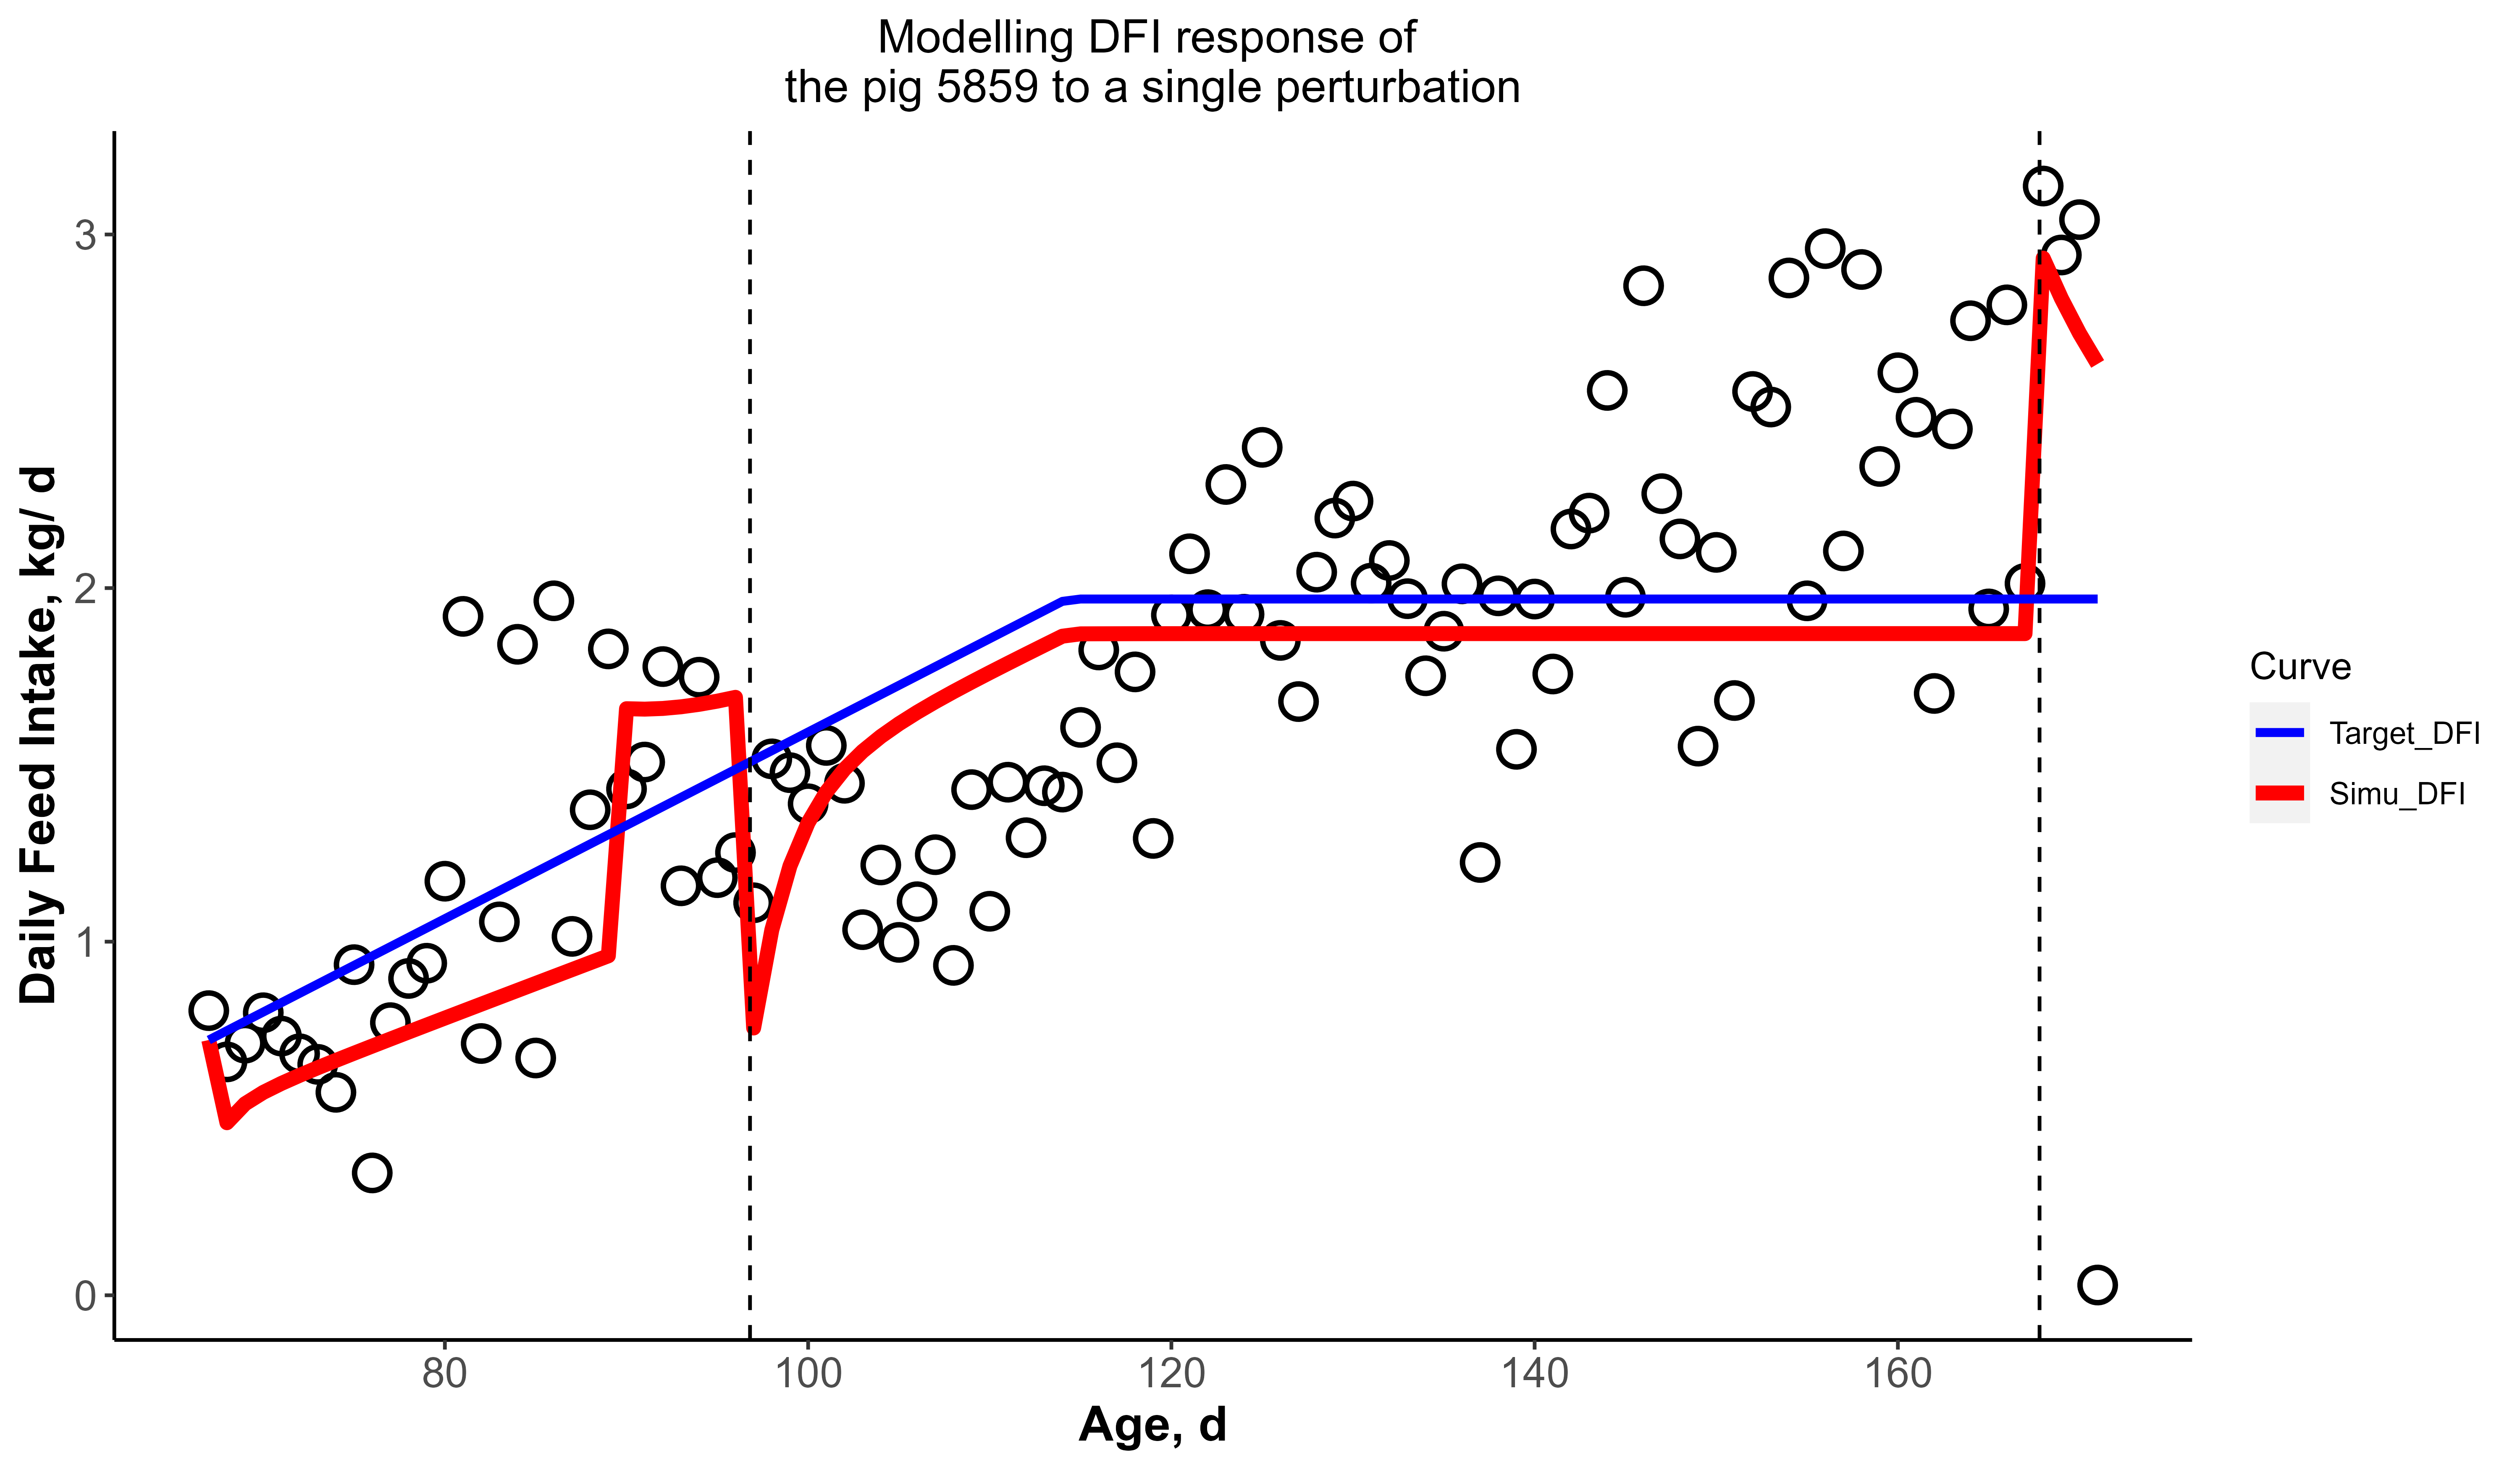 Modelling DFI response of
the pig 5859 to a single perturbation
Daily Feed Intake, kg/ d
3
2
1
0
80
100
120
140
160
Age, d
Curve
Target_DFI
Simu_DFI